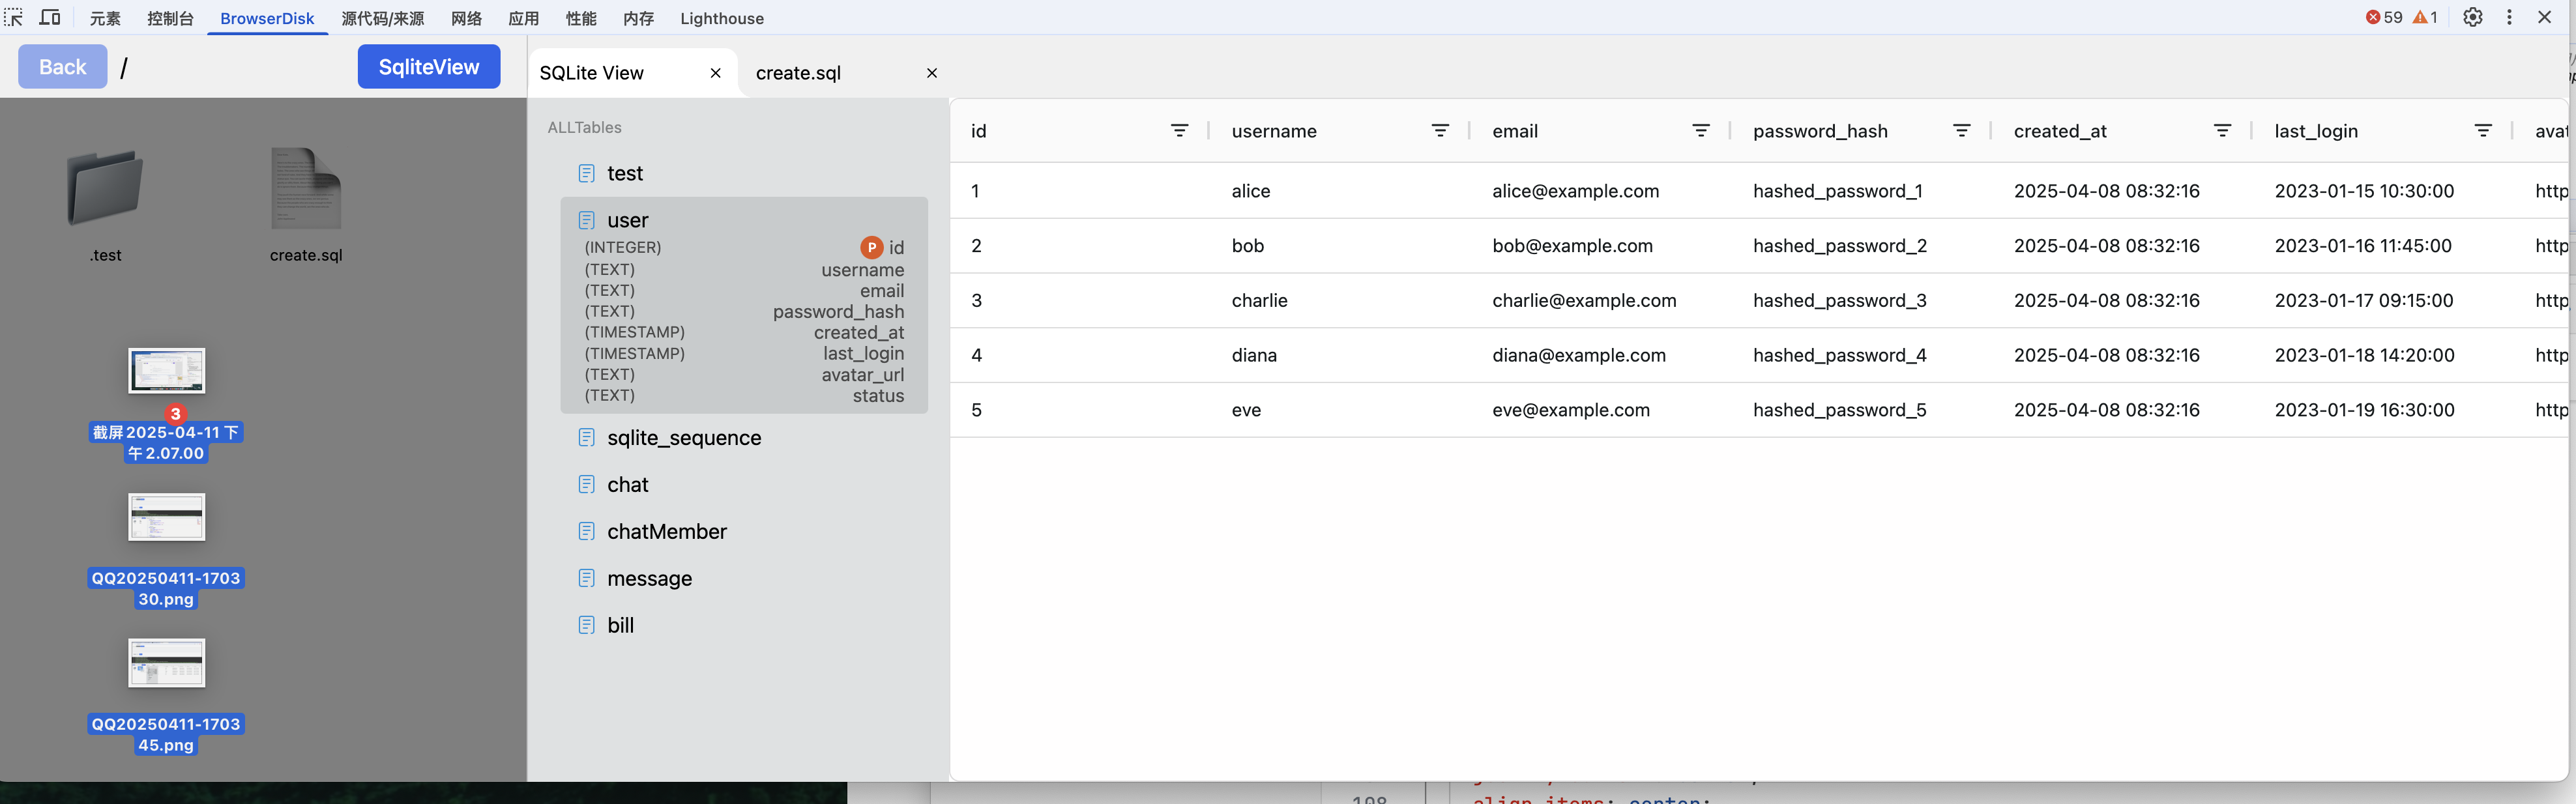 元素 控制台 BrowserDisk 源代码/来源 网络 应用 性能 内存 Lighthouse 59 1
Back / SqliteView
SQLite View × create.sql ×
.test create.sql
3
截屏2025-04-11 下
午2.07.00
QQ20250411-1703
30.png
QQ20250411-1703
45.png
ALLTables
test
user
(INTEGER) P id
(TEXT) username
(TEXT) email
(TEXT) password_hash
(TIMESTAMP) created_at
(TIMESTAMP) last_login
(TEXT) avatar_url
(TEXT) status
sqlite_sequence
chat
chatMember
message
bill
id username email password_hash created_at last_login avat
1 alice alice@example.com hashed_password_1 2025-04-08 08:32:16 2023-01-15 10:30:00 http
2 bob bob@example.com hashed_password_2 2025-04-08 08:32:16 2023-01-16 11:45:00 http
3 charlie charlie@example.com hashed_password_3 2025-04-08 08:32:16 2023-01-17 09:15:00 http
4 diana diana@example.com hashed_password_4 2025-04-08 08:32:16 2023-01-18 14:20:00 http
5 eve eve@example.com hashed_password_5 2025-04-08 08:32:16 2023-01-19 16:30:00 http
108 align-items: center;